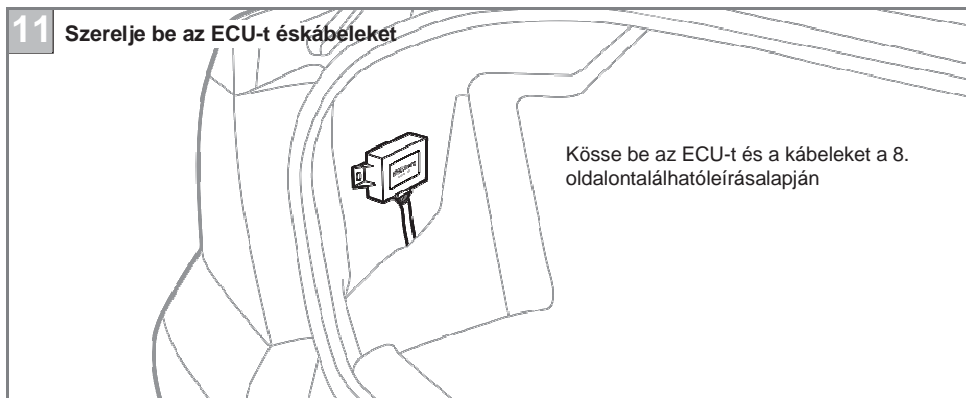 11
Szerelje be az ECU-t éskábeleket
Kösse be az ECU-t és a kábeleket a 8.
oldalontalálhatóleírásalapján